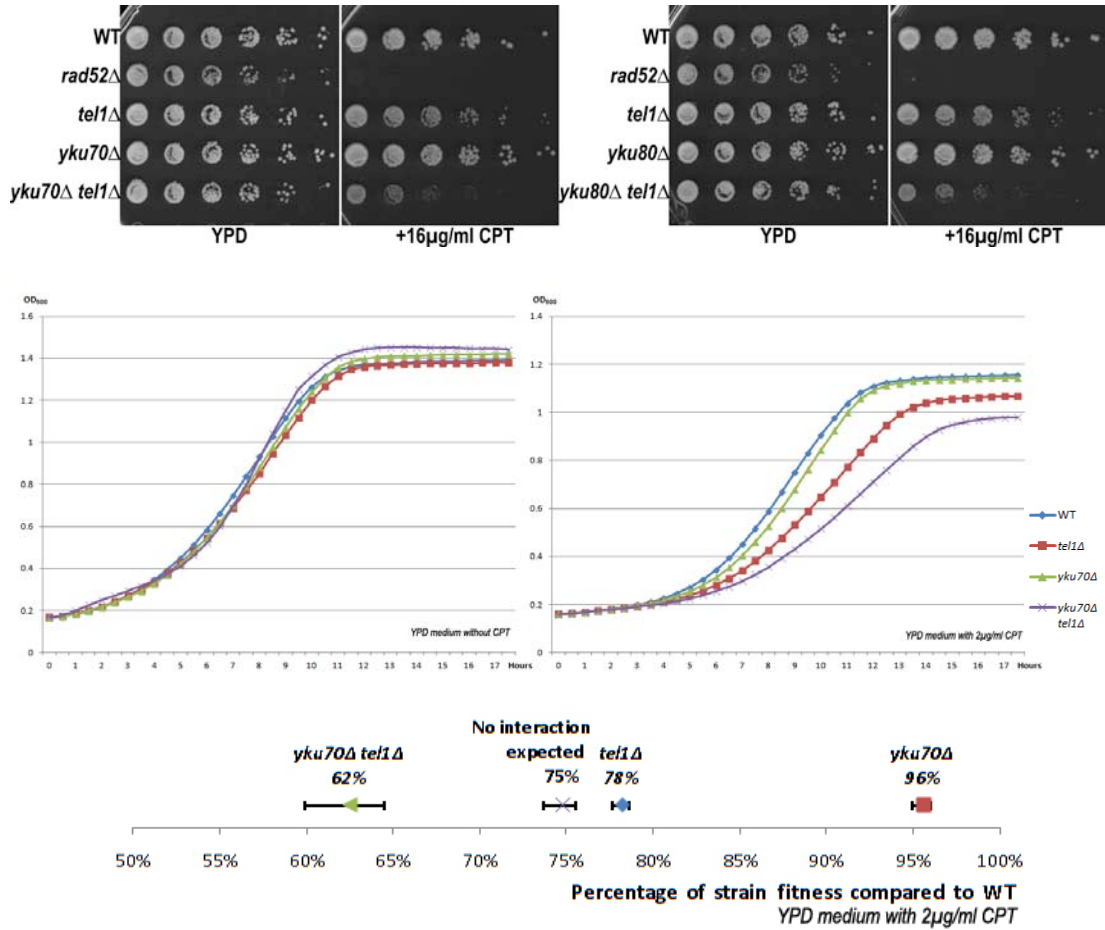 WT
rad52Δ
tel1Δ
yku70Δ
yku70Δ tel1Δ
YPD
+16µg/ml CPT
WT
rad52Δ
tel1Δ
yku80Δ
yku80Δ tel1Δ
YPD
+16µg/ml CPT
OD600
1.6
1.4
1.2
1
0.8
0.6
0.4
0.2
0
0 1 2 3 4 5 6 7 8 9 10 11 12 13 14 15 16 17 Hours
YPD medium without CPT
OD600
1.4
1.2
1
0.8
0.6
0.4
0.2
0
0 1 2 3 4 5 6 7 8 9 10 11 12 13 14 15 16 17 Hours
YPD medium with 2µg/ml CPT
WT
tel1Δ
yku70Δ
yku70Δ
tel1Δ
yku70Δ tel1Δ
62%
No interaction
expected
75%
tel1Δ
78%
yku70Δ
96%
50% 55% 60% 65% 70% 75% 80% 85% 90% 95% 100%
Percentage of strain fitness compared to WT
YPD medium with 2µg/ml CPT